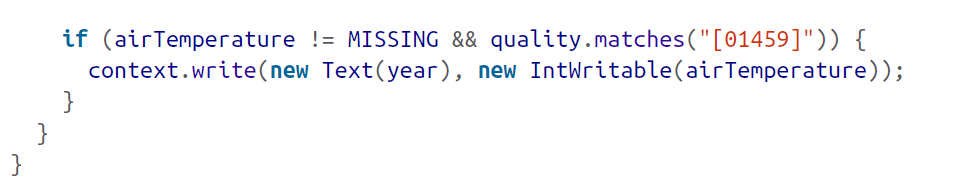 if (airTemperature != MISSING && quality.matches("[01459]")) {
context.write(new Text(year), new IntWritable(airTemperature));
}
}
}